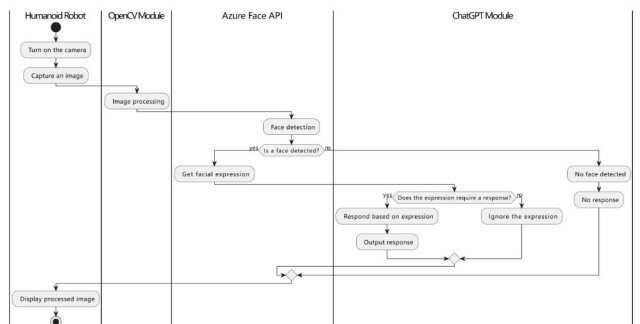 Humanoid Robot
OpenCV Module
Azure Face API
ChatGPT Module
Turn on the camera
Capture an image
Image processing
Face detection
yes
Is a face detected?
no
Get facial expression
No face detected
yes
Does the expression require a response?
no
No response
Respond based on expression
Ignore the expression
Output response
Display processed image